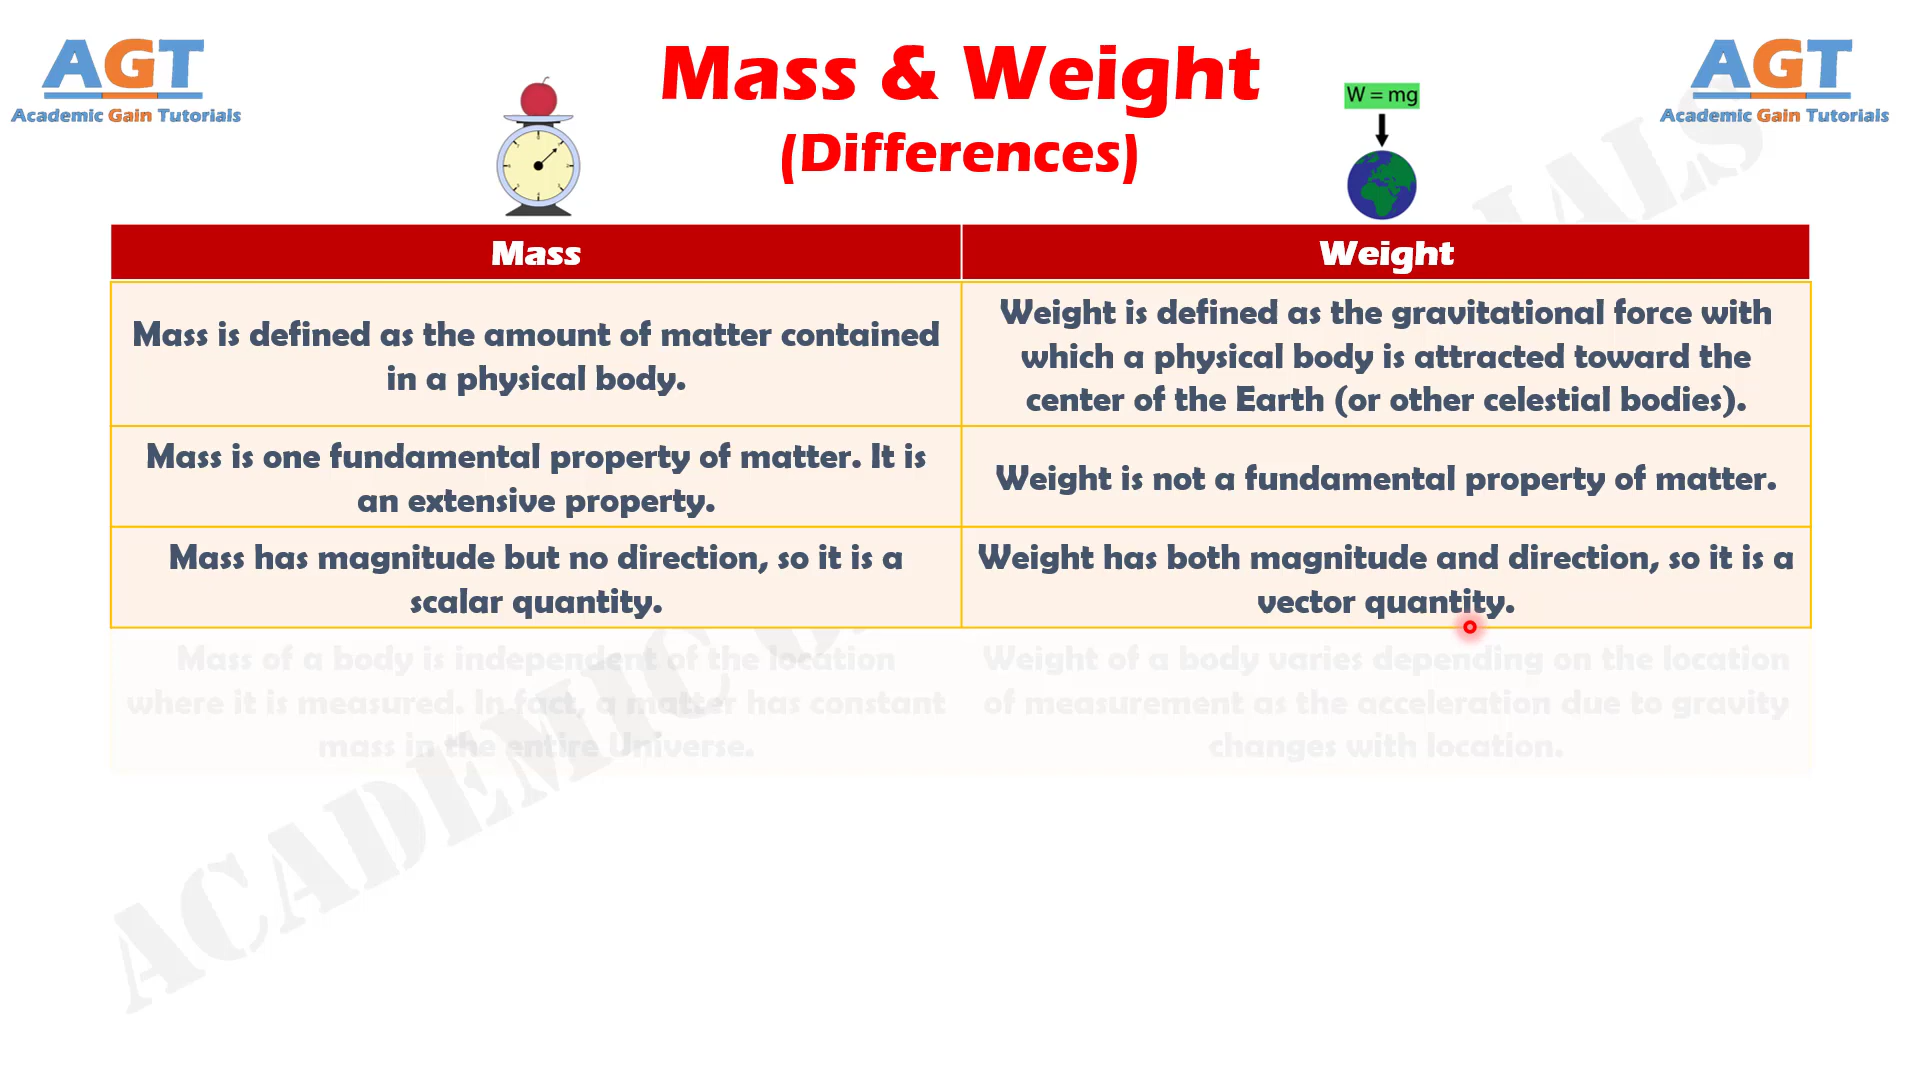 AGT
Academic Gain Tutorials
Mass & Weight
(Differences)
W = mg
AGT
Academic Gain Tutorials
Mass
Weight
Mass is defined as the amount of matter contained
in a physical body.
Weight is defined as the gravitational force with
which a physical body is attracted toward the
center of the Earth (or other celestial bodies).
Mass is one fundamental property of matter. It is
an extensive property.
Weight is not a fundamental property of matter.
Mass has magnitude but no direction, so it is a
scalar quantity.
Weight has both magnitude and direction, so it is a
vector quantity.
Mass of a body is independent of the location
where it is measured. In fact, a matter has constant
mass in the entire Universe.
Weight of a body varies depending on the location
of measurement as the acceleration due to gravity
changes with location.
ACADEMIC